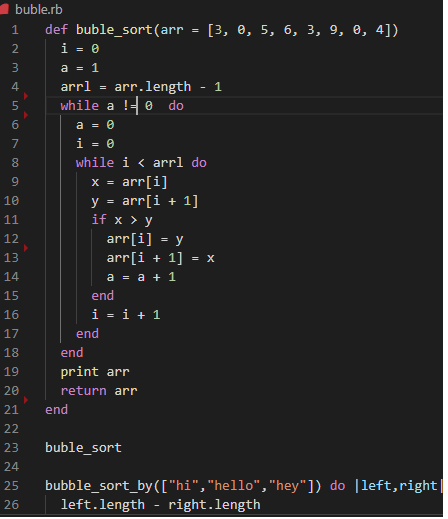 buble.rb
1 def buble_sort(arr = [3, 0, 5, 6, 3, 9, 0, 4])
2 i = 0
3 a = 1
4 arrl = arr.length - 1
5 while a != 0  do
6 a = 0
7 i = 0
8 while i < arrl do
9 x = arr[i]
10 y = arr[i + 1]
11 if x > y
12 arr[i] = y
13 arr[i + 1] = x
14 a = a + 1
15 end
16 i = i + 1
17 end
18 end
19 print arr
20 return arr
21 end
22
23 buble_sort
24
25 bubble_sort_by(["hi","hello","hey"]) do |left,right|
26 left.length - right.length